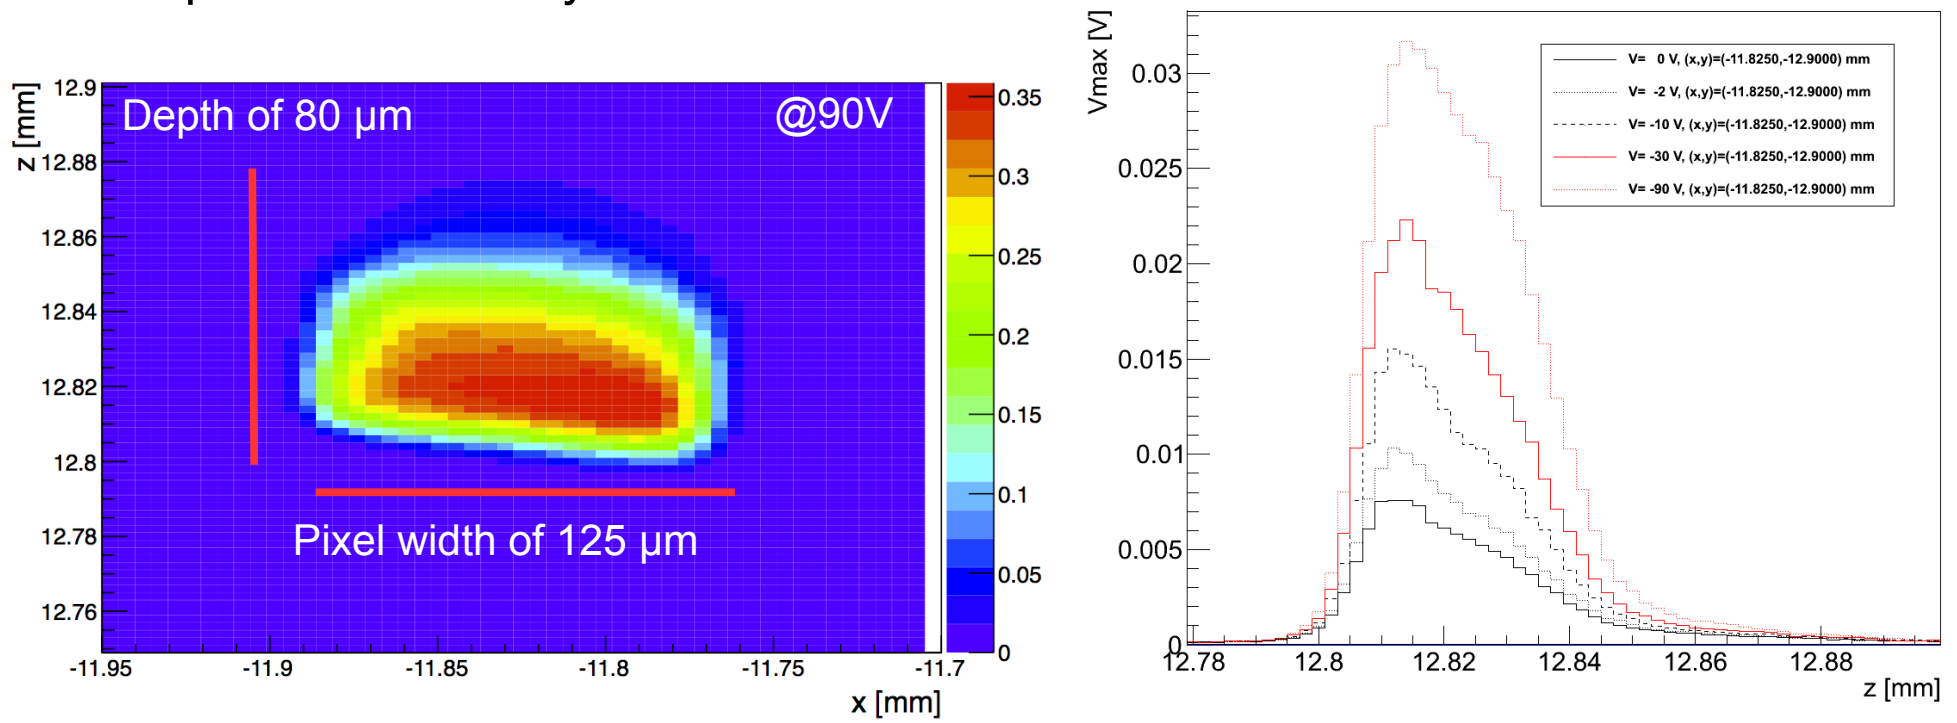 Depth of 80 µm
@90V
z [mm]
12.9
12.88
12.86
12.84
12.82
12.8
12.78
12.76
-11.95
-11.9
-11.85
-11.8
-11.75
-11.7
x [mm]
Pixel width of 125 µm
0.35
0.3
0.25
0.2
0.15
0.1
0.05
0
Vmax [V]
0.03
0.025
0.02
0.015
0.01
0.005
0
12.78
12.8
12.82
12.84
12.86
12.88
z [mm]
V= 0 V, (x,y)=(-11.8250,-12.9000) mm
V= -2 V, (x,y)=(-11.8250,-12.9000) mm
V= -10 V, (x,y)=(-11.8250,-12.9000) mm
V= -30 V, (x,y)=(-11.8250,-12.9000) mm
V= -90 V, (x,y)=(-11.8250,-12.9000) mm